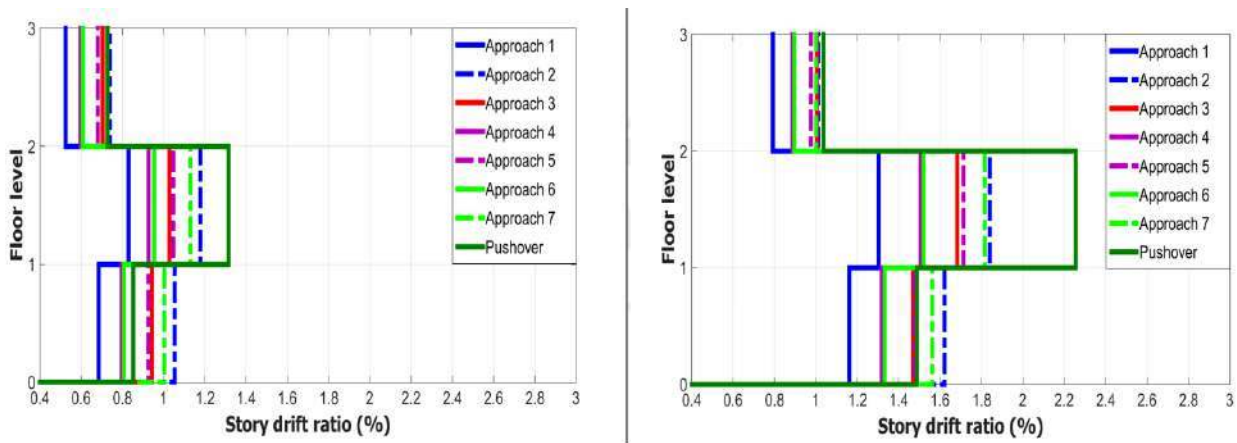 3
2
1
0
Floor level
0.4 0.6 0.8 1 1.2 1.4 1.6 1.8 2 2.2 2.4 2.6 2.8 3
Story drift ratio (%)
Approach 1
Approach 2
Approach 3
Approach 4
Approach 5
Approach 6
Approach 7
Pushover
3
2
1
0
Floor level
0.4 0.6 0.8 1 1.2 1.4 1.6 1.8 2 2.2 2.4 2.6 2.8 3
Story drift ratio (%)
Approach 1
Approach 2
Approach 3
Approach 4
Approach 5
Approach 6
Approach 7
Pushover